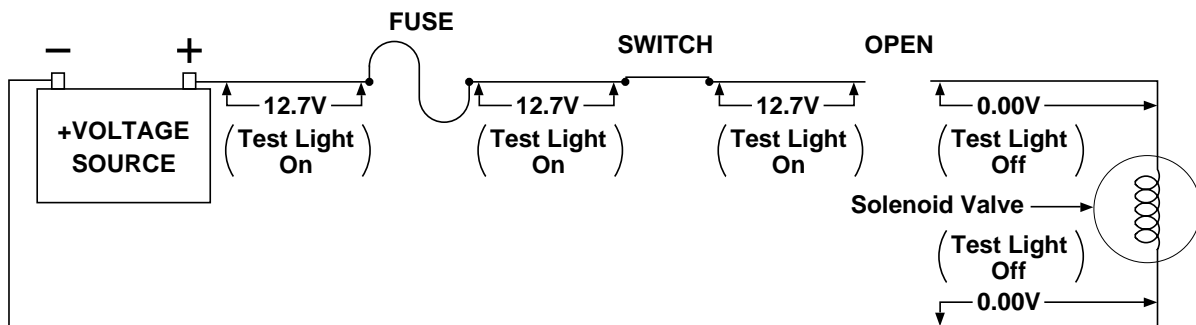 FUSE
SWITCH
OPEN
− +
+VOLTAGE
SOURCE
12.7V
(Test Light
On)
12.7V
(Test Light
On)
12.7V
(Test Light
On)
0.00V
(Test Light
Off)
Solenoid Valve
(Test Light
Off)
0.00V